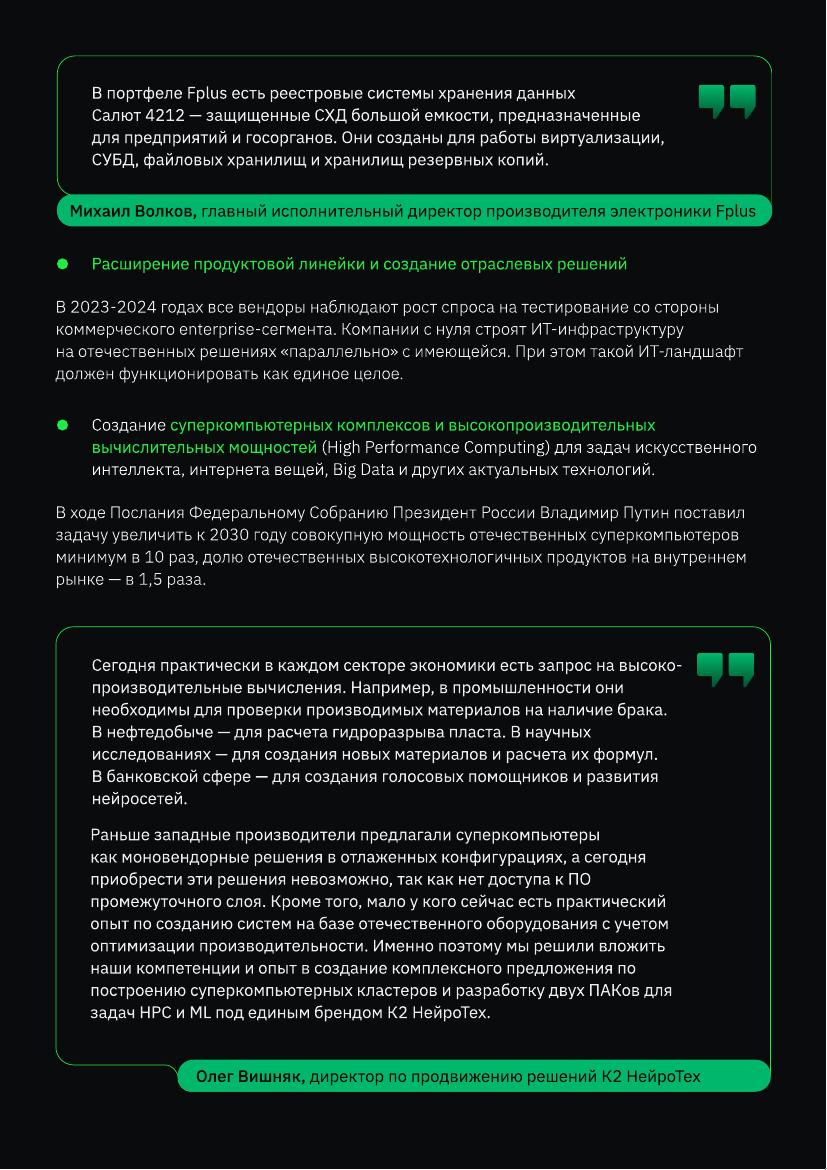 В портфеле Fplus есть реестровые системы хранения данных
Салют 4212 — защищенные СХД большой емкости, предназначенные
для предприятий и госорганов. Они созданы для работы виртуализации,
СУБД, файловых хранилищ и хранилищ резервных копий.
Михаил Волков, главный исполнительный директор производителя электроники Fplus
Расширение продуктовой линейки и создание отраслевых решений
В 2023-2024 годах все вендоры наблюдают рост спроса на тестирование со стороны
коммерческого enterprise-сегмента. Компании с нуля строят ИТ-инфраструктуру
на отечественных решениях «параллельно» с имеющейся. При этом такой ИТ-ландшафт
должен функционировать как единое целое.
Создание суперкомпьютерных комплексов и высокопроизводительных
вычислительных мощностей (High Performance Computing) для задач искусственного
интеллекта, интернета вещей, Big Data и других актуальных технологий.
В ходе Послания Федеральному Собранию Президент России Владимир Путин поставил
задачу увеличить к 2030 году совокупную мощность отечественных суперкомпьютеров
минимум в 10 раз, долю отечественных высокотехнологичных продуктов на внутреннем
рынке — в 1,5 раза.
Сегодня практически в каждом секторе экономики есть запрос на высоко-
производительные вычисления. Например, в промышленности они
необходимы для проверки производимых материалов на наличие брака.
В нефтедобыче — для расчета гидроразрыва пласта. В научных
исследованиях — для создания новых материалов и расчета их формул.
В банковской сфере — для создания голосовых помощников и развития
нейросетей.
Раньше западные производители предлагали суперкомпьютеры
как моновендорные решения в отлаженных конфигурациях, а сегодня
приобрести эти решения невозможно, так как нет доступа к ПО
промежуточного слоя. Кроме того, мало у кого сейчас есть практический
опыт по созданию систем на базе отечественного оборудования с учетом
оптимизации производительности. Именно поэтому мы решили вложить
наши компетенции и опыт в создание комплексного предложения по
построению суперкомпьютерных кластеров и разработку двух ПАКов для
задач HPC и ML под единым брендом К2 НейроТех.
Олег Вишняк, директор по продвижению решений К2 НейроТех